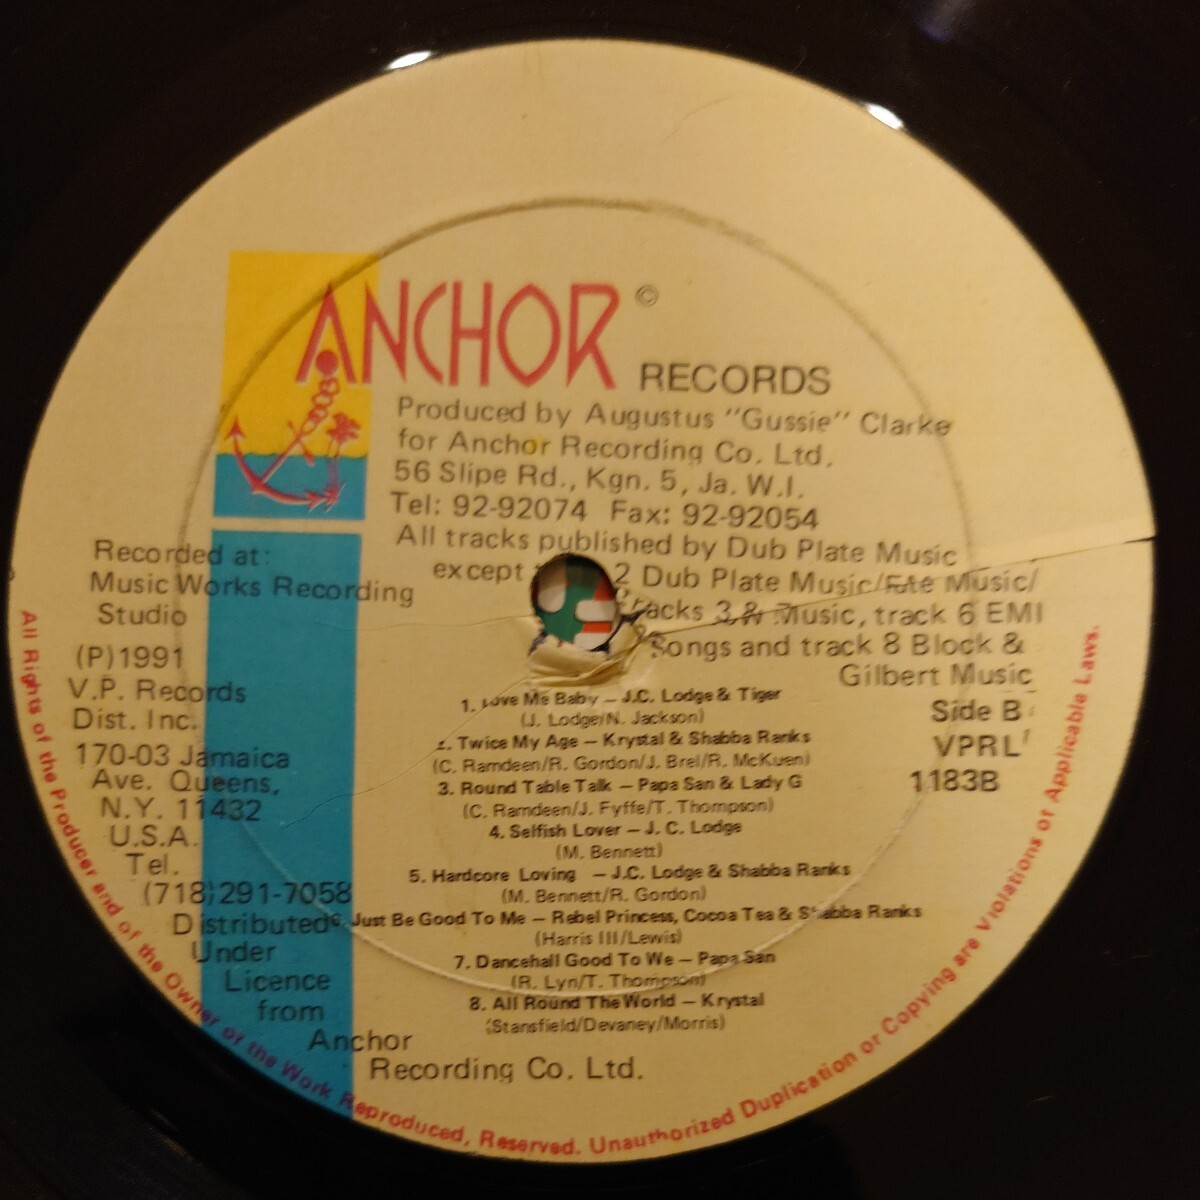 ANCHOR ©
RECORDS
Produced by Augustus "Gussie" Clarke
for Anchor Recording Co. Ltd.
56 Slipe Rd., Kgn. 5, Ja. W.I.
Tel: 92-92074 Fax: 92-92054
All tracks published by Dub Plate Music
except 2 Dub Plate Music/Fate Music/
3 & Music, track 6 EMI
Songs and track 8 Block &
Gilbert Music
Recorded at:
Music Works Recording
Studio
(P)1991
V.P. Records
Dist. Inc.
170-03 Jamaica
Ave. Queens,
N.Y. 11432
U.S.A.
Tel.
(718)291-7058
Distributed
Under
Licence
from
Anchor
Recording Co. Ltd.
Side B
VPRL
1183B
1. Love Me Baby – J.C. Lodge & Tiger
(J. Lodge/N. Jackson)
2. Twice My Age – Krystal & Shabba Ranks
(C. Ramdeen/R. Gordon/J. Brel/R. McKuen)
3. Round Table Talk – Papa San & Lady G
(C. Ramdeen/J. Fyffe/T. Thompson)
4. Selfish Lover – J. C. Lodge
(M. Bennett)
5. Hardcore Loving – J.C. Lodge & Shabba Ranks
(M. Bennett/R. Gordon)
6. Just Be Good To Me – Rebel Princess, Cocoa Tea & Shabba Ranks
(Harris III/Lewis)
7. Dancehall Good To We – Papa San
(R. Lyn/T. Thompson)
8. All Round The World – Krystal
(Stansfield/Devaney/Morris)
All Rights of the Producer and of the Owner of the Work Reproduced, Reserved. Unauthorized Duplication or Copying are Violations of Applicable Laws.